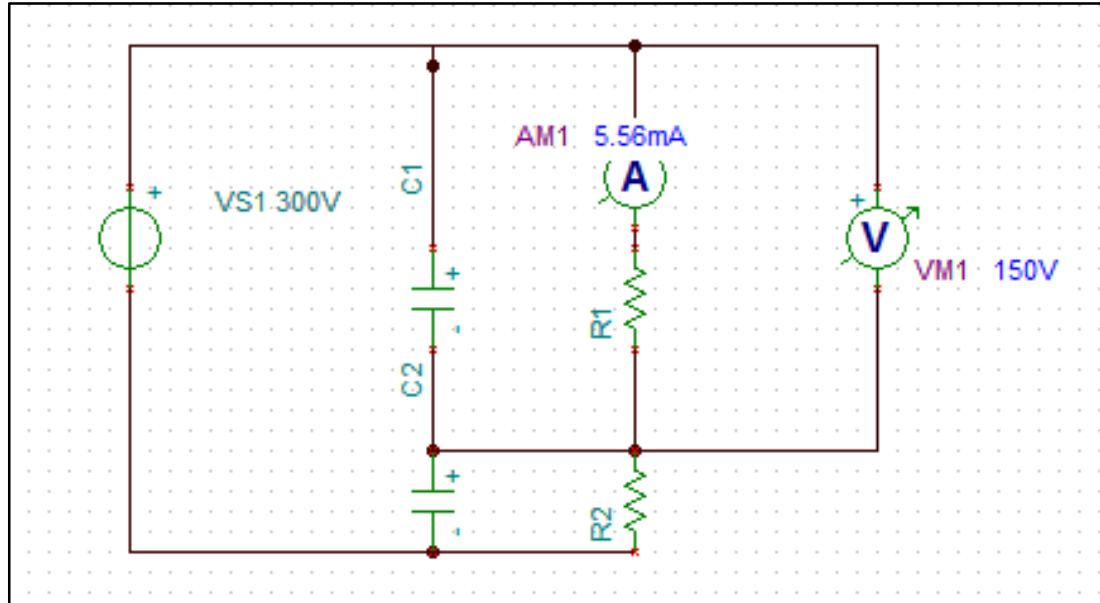 AM1 5.56mA
A
C1
VS1 300V
+
+
V
VM1 150V
+
-
R1
C2
+
-
R2